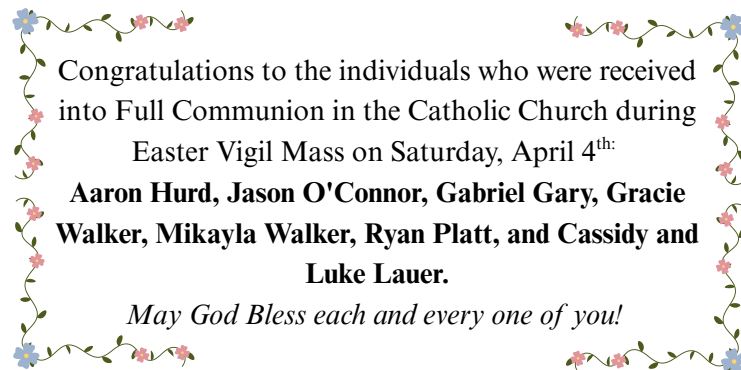 Congratulations to the individuals who were received
into Full Communion in the Catholic Church during
Easter Vigil Mass on Saturday, April 4th:
Aaron Hurd, Jason O'Connor, Gabriel Gary, Gracie
Walker, Mikayla Walker, Ryan Platt, and Cassidy and
Luke Lauer.
May God Bless each and every one of you!